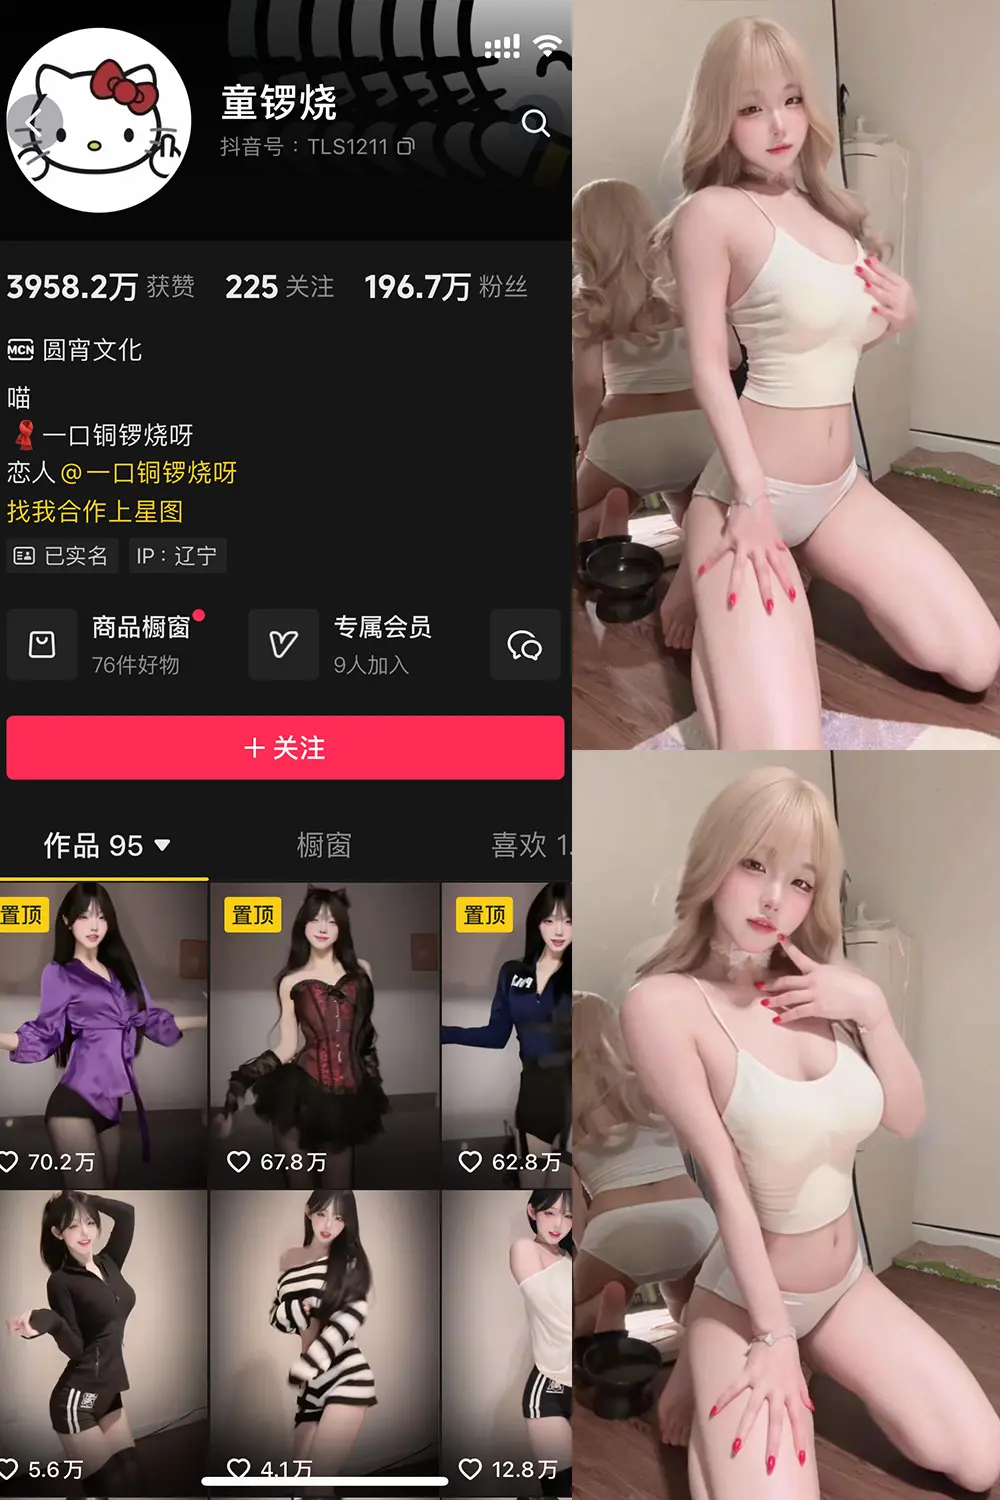 童锣烧
抖音号：TLS1211
3958.2万 获赞 225 关注 196.7万 粉丝
MCN 圆宵文化
喵
一口铜锣烧呀
恋人@一口铜锣烧呀
找我合作上星图
已实名 IP：辽宁
商品橱窗 专属会员
76件好物 9人加入
+ 关注
作品 95 橱窗 喜欢 1.
置顶 置顶 置顶
70.2万 67.8万 62.8万
5.6万 4.1万 12.8万